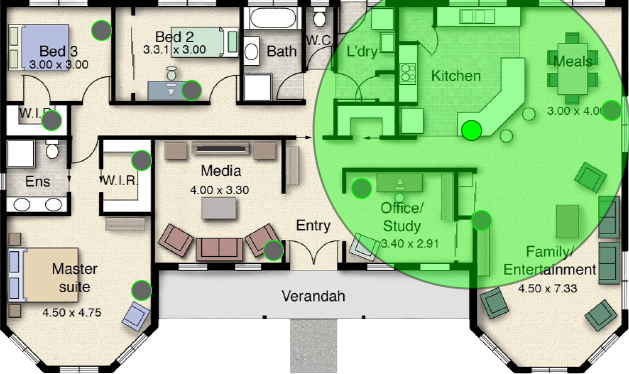 Bed 3
3.00 x 3.00
Bed 2
3.3.1 x 3.00
Bath
W.C
L'dry
Kitchen
Meals
3.00 x 4.00
W.I.R.
Ens
W.I.R.
Media
4.00 x 3.30
Entry
Office/
Study
3.40 x 2.91
Master
suite
4.50 x 4.75
Verandah
Family/
Entertainment
4.50 x 7.33